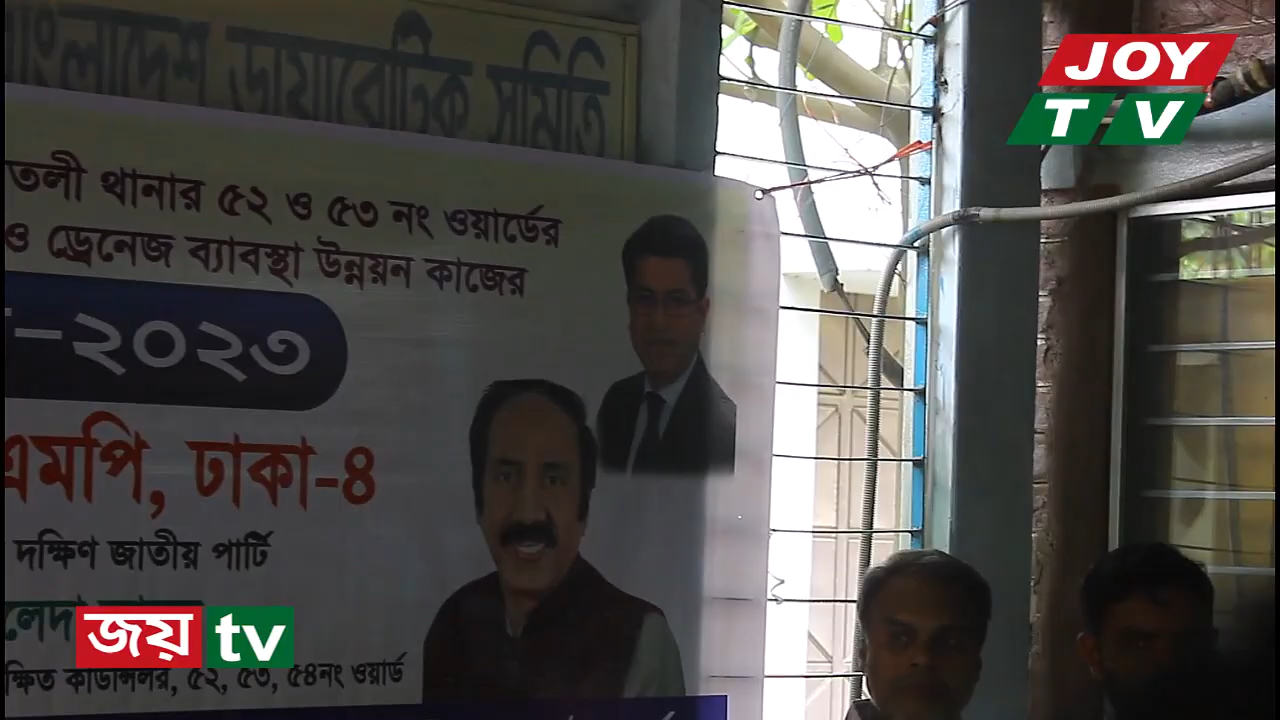 বাংলাদেশ ডায়াবেটিক সমিতি
JOY
TV
তলী থানার ৫২ ও ৫৩ নং ওয়ার্ডের
ও ড্রেনেজ ব্যাবস্থা উন্নয়ন কাজের
-২০২৩
এমপি, ঢাকা-৪
দক্ষিণ জাতীয় পার্টি
জয় tv
ক্ষিত কাউন্সিলর, ৫২, ৫৩, ৫৪নং ওয়ার্ড